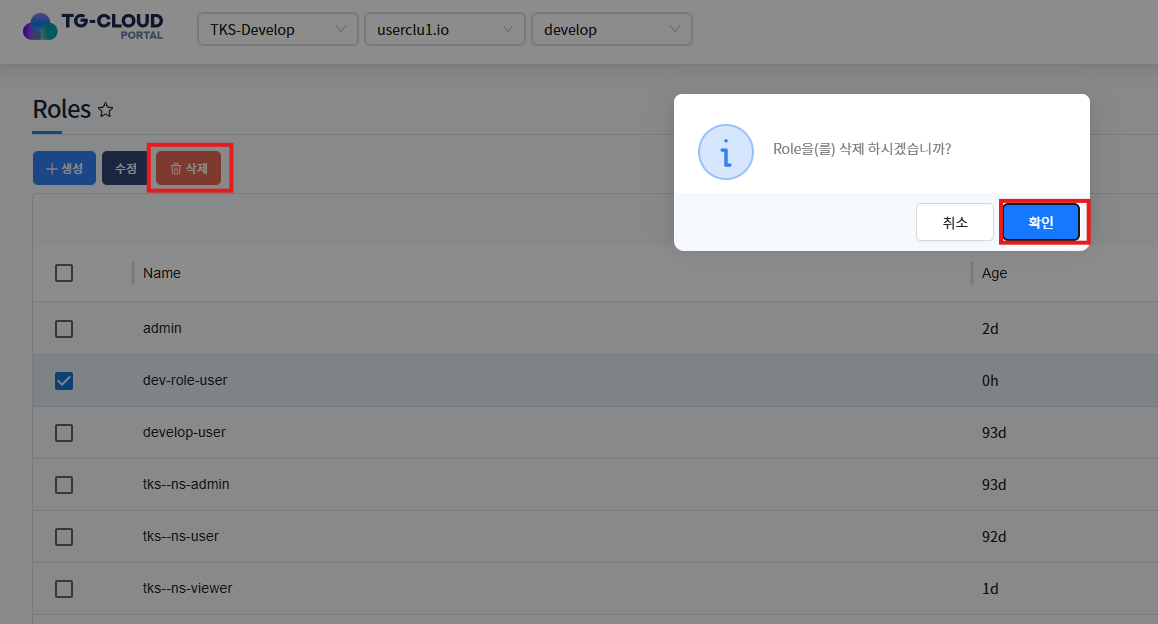 TG-CLOUD
PORTAL
TKS-Develop
userclu1.io
develop
Roles
생성
수정
삭제
Role을(를) 삭제 하시겠습니까?
취소
확인
Name
Age
admin
2d
dev-role-user
0h
develop-user
93d
tks--ns-admin
93d
tks--ns-user
92d
tks--ns-viewer
1d